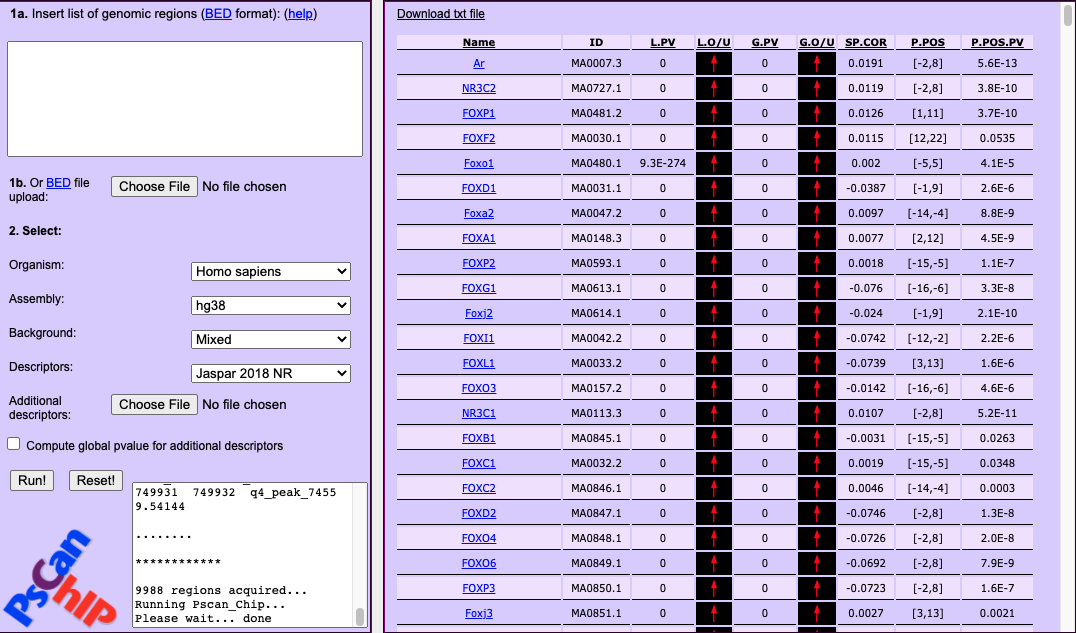 1a. Insert list of genomic regions (BED format): (help)
1b. Or BED file upload:
Choose File No file chosen
2. Select:
Organism:
Homo sapiens
Assembly:
hg38
Background:
Mixed
Descriptors:
Jaspar 2018 NR
Additional descriptors:
Choose File No file chosen
Compute global pvalue for additional descriptors
Run! Reset!
749931 749932 q4_peak_7455
9.54144
........
************
9988 regions acquired...
Running Pscan_Chip...
Please wait... done
PsCan ChIP
Download txt file
Name ID L.PV L.O/U G.PV G.O/U SP.COR P.POS P.POS.PV
Ar MA0007.3 0 0 0.0191 [-2,8] 5.6E-13
NR3C2 MA0727.1 0 0 0.0119 [-2,8] 3.8E-10
FOXP1 MA0481.2 0 0 0.0126 [1,11] 3.7E-10
FOXF2 MA0030.1 0 0 0.0115 [12,22] 0.0535
Foxo1 MA0480.1 9.3E-274 0 0.002 [-5,5] 4.1E-5
FOXD1 MA0031.1 0 0 -0.0387 [-1,9] 2.6E-6
Foxa2 MA0047.2 0 0 0.0097 [-14,-4] 8.8E-9
FOXA1 MA0148.3 0 0 0.0077 [2,12] 4.5E-9
FOXP2 MA0593.1 0 0 0.0018 [-15,-5] 1.1E-7
FOXG1 MA0613.1 0 0 -0.076 [-16,-6] 3.3E-8
Foxj2 MA0614.1 0 0 -0.024 [-1,9] 2.1E-10
FOXI1 MA0042.2 0 0 -0.0742 [-12,-2] 2.2E-6
FOXL1 MA0033.2 0 0 -0.0739 [3,13] 1.6E-6
FOXO3 MA0157.2 0 0 -0.0142 [-16,-6] 4.6E-6
NR3C1 MA0113.3 0 0 0.0107 [-2,8] 5.2E-11
FOXB1 MA0845.1 0 0 -0.0031 [-15,-5] 0.0263
FOXC1 MA0032.2 0 0 0.0019 [-15,-5] 0.0348
FOXC2 MA0846.1 0 0 0.0046 [-14,-4] 0.0003
FOXD2 MA0847.1 0 0 -0.0746 [-2,8] 1.3E-8
FOXO4 MA0848.1 0 0 -0.0726 [-2,8] 2.0E-8
FOXO6 MA0849.1 0 0 -0.0692 [-2,8] 7.9E-9
FOXP3 MA0850.1 0 0 -0.0723 [-2,8] 1.6E-7
Foxj3 MA0851.1 0 0 0.0027 [3,13] 0.0021